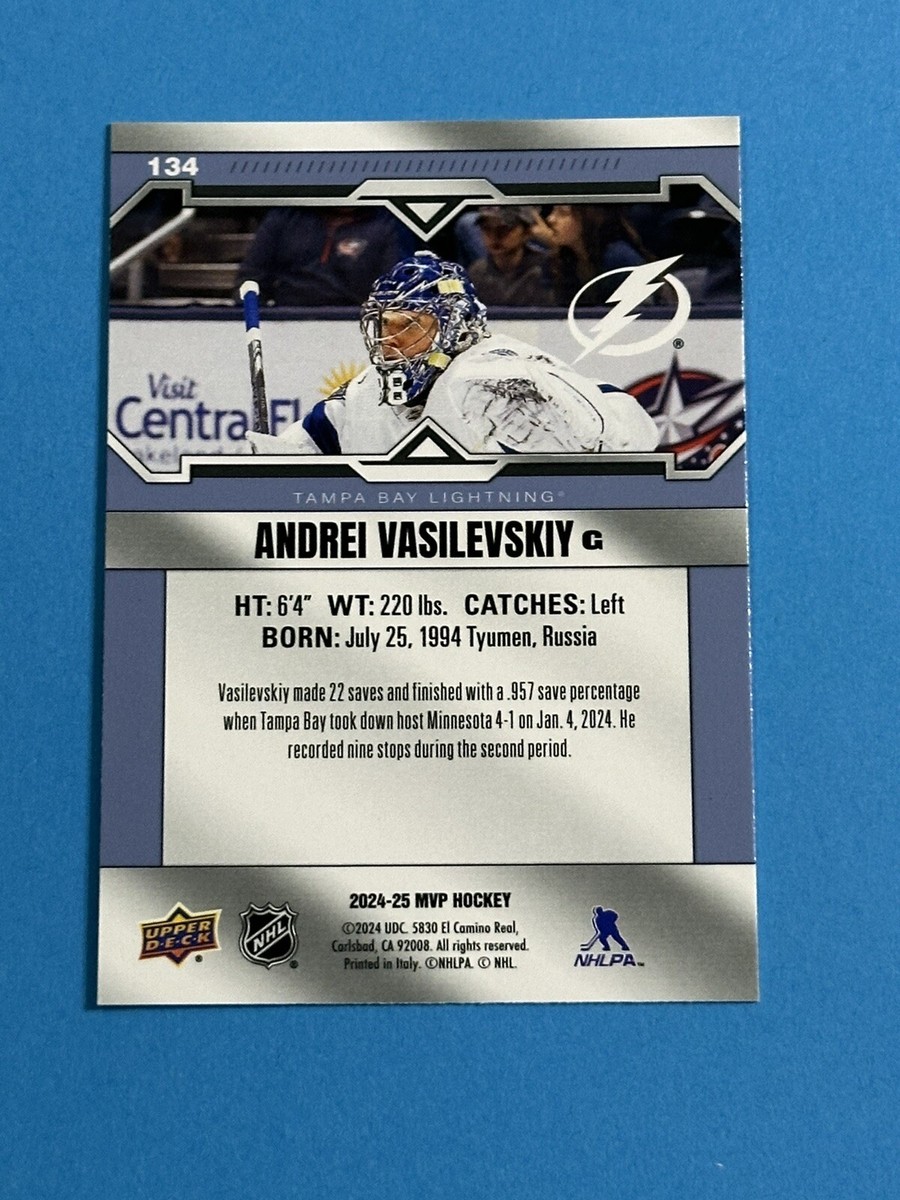 134
Visit
Central Fl
akeland
8
®
TAMPA BAY LIGHTNING®
ANDREI VASILEVSKIY G
HT: 6'4" WT: 220 lbs. CATCHES: Left
BORN: July 25, 1994 Tyumen, Russia
Vasilevskiy made 22 saves and finished with a .957 save percentage
when Tampa Bay took down host Minnesota 4-1 on Jan. 4, 2024. He
recorded nine stops during the second period.
2024-25 MVP HOCKEY
©2024 UDC. 5830 El Camino Real,
Carlsbad, CA 92008. All rights reserved.
Printed in Italy. ©NHLPA. © NHL.
UPPER
D·E·C·K
®
NHL
®
NHLPA™